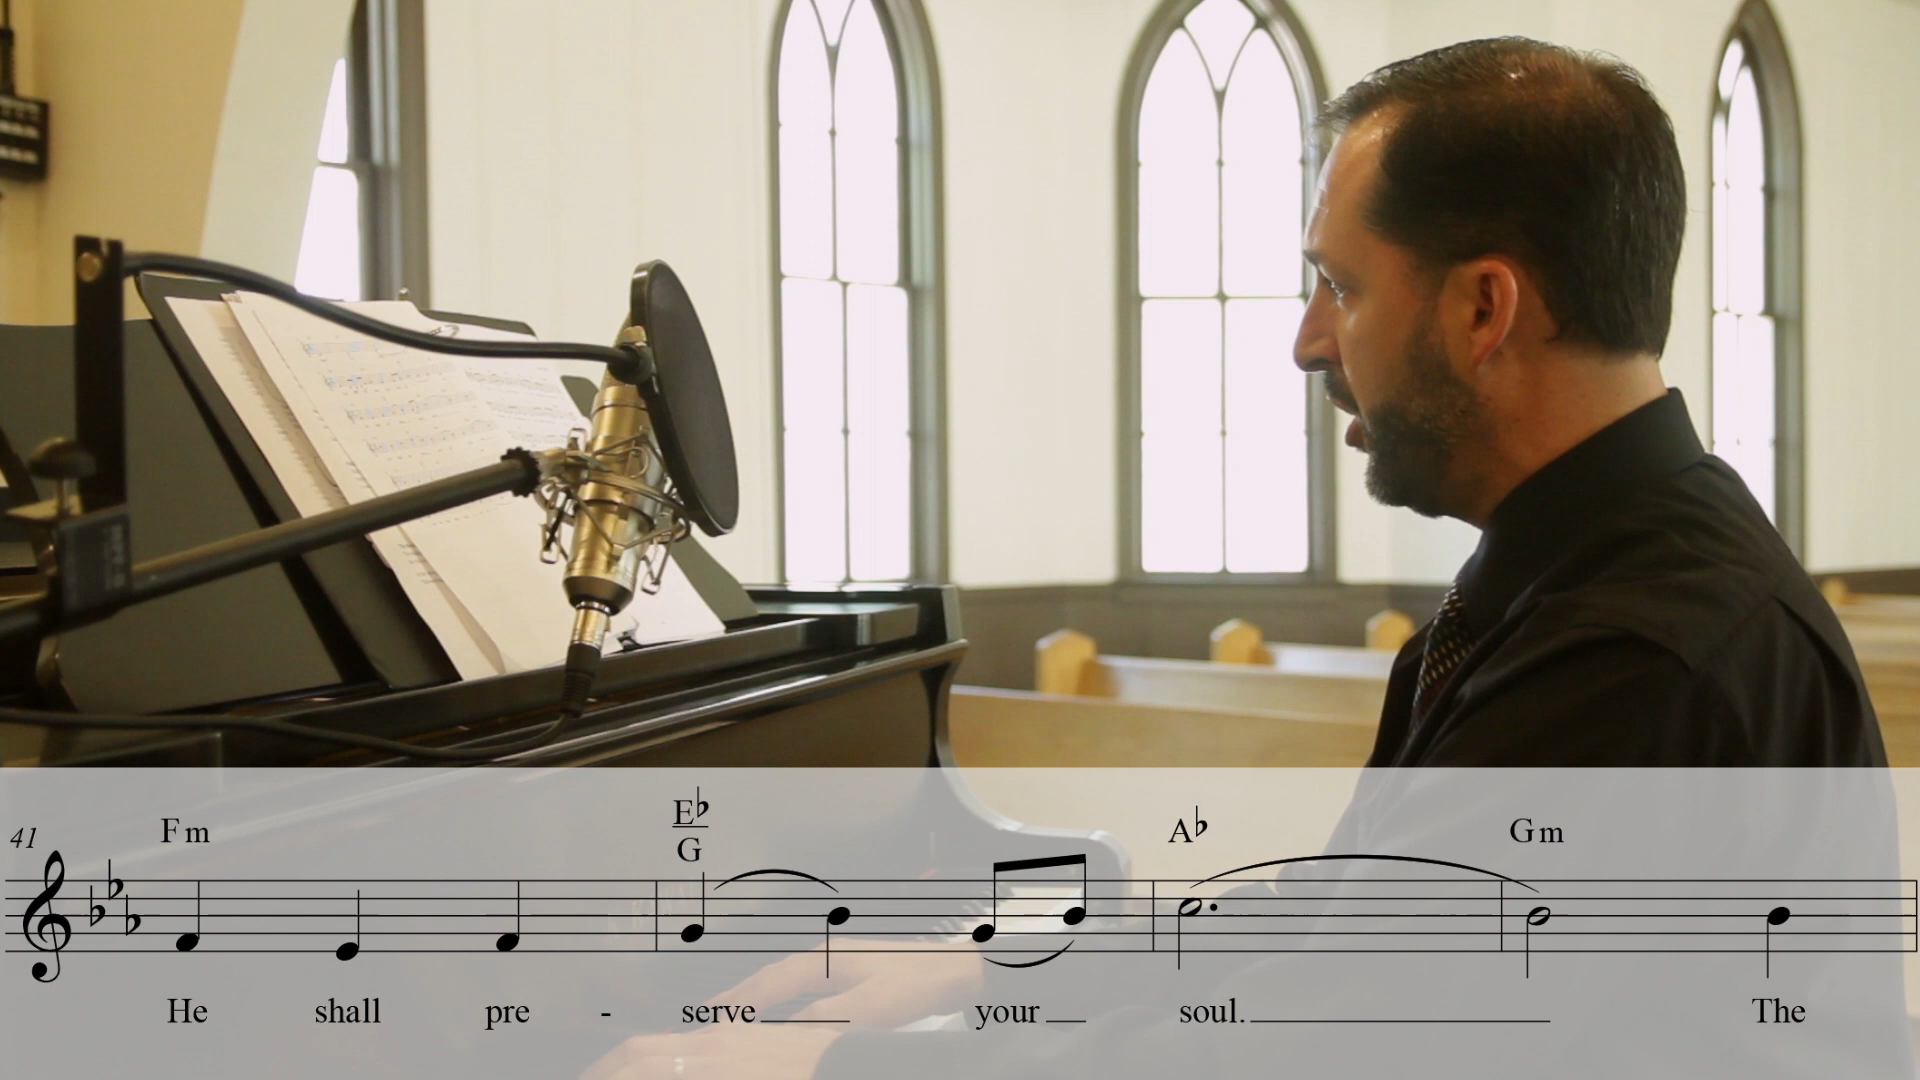 41 Fm E♭ G A♭ Gm
He shall pre - serve your soul. The